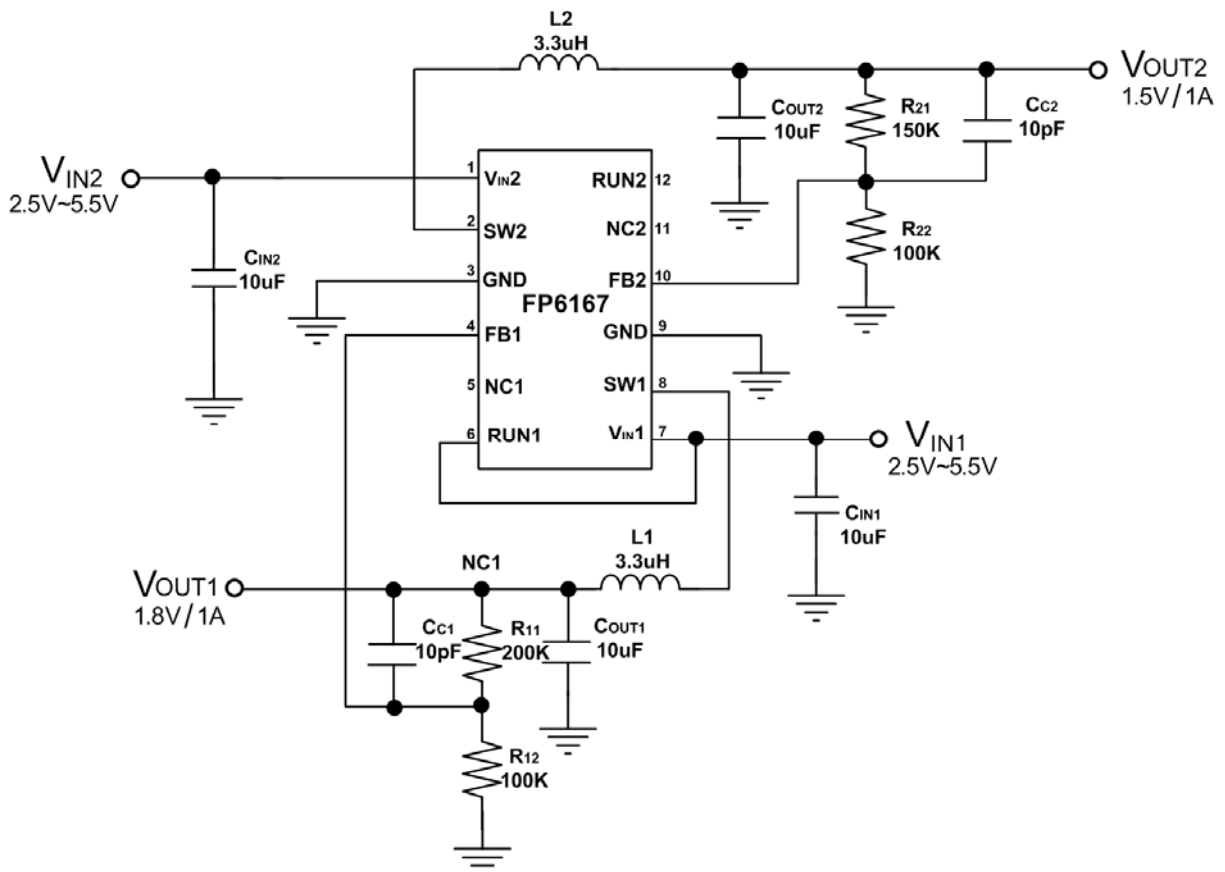 L2
3.3uH
VOUT2
1.5V/1A
COUT2
10uF
R21
150K
CC2
10pF
VIN2
2.5V~5.5V
1
VIN2
RUN2
12
2
SW2
NC2
11
R22
100K
CIN2
10uF
3
GND
FB2
10
FP6167
4
FB1
GND
9
5
NC1
SW1
8
6
RUN1
VIN1
7
VIN1
2.5V~5.5V
CIN1
10uF
L1
3.3uH
NC1
VOUT1
1.8V/1A
CC1
10pF
R11
200K
COUT1
10uF
R12
100K